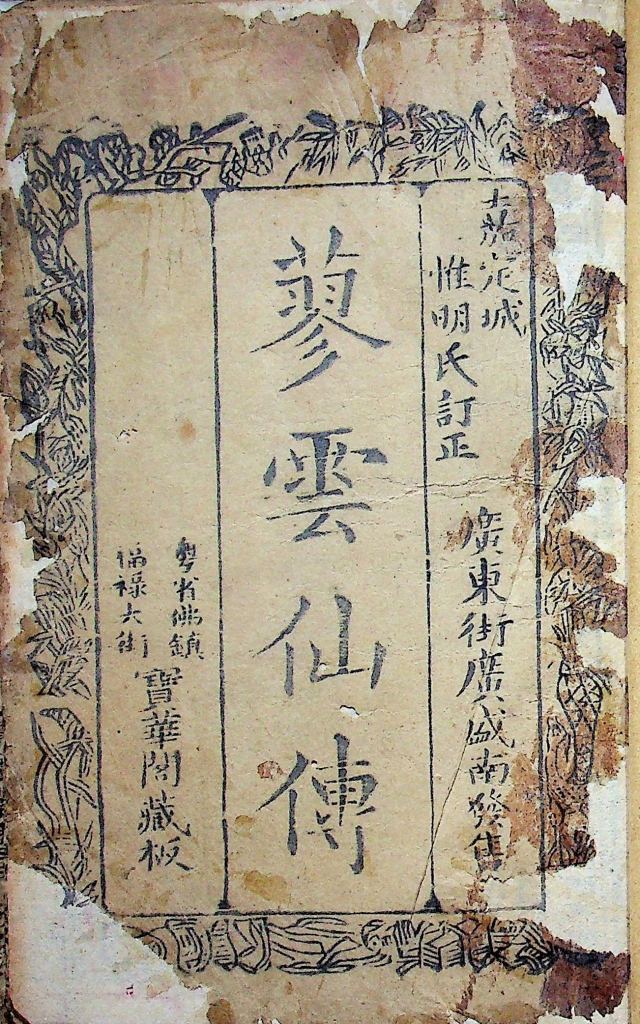 嘉定城
惟明氏訂正
廣東街廣盛南發售
蓼雲仙傳
粵省佛鎮
福祿大街
寶華閣藏板